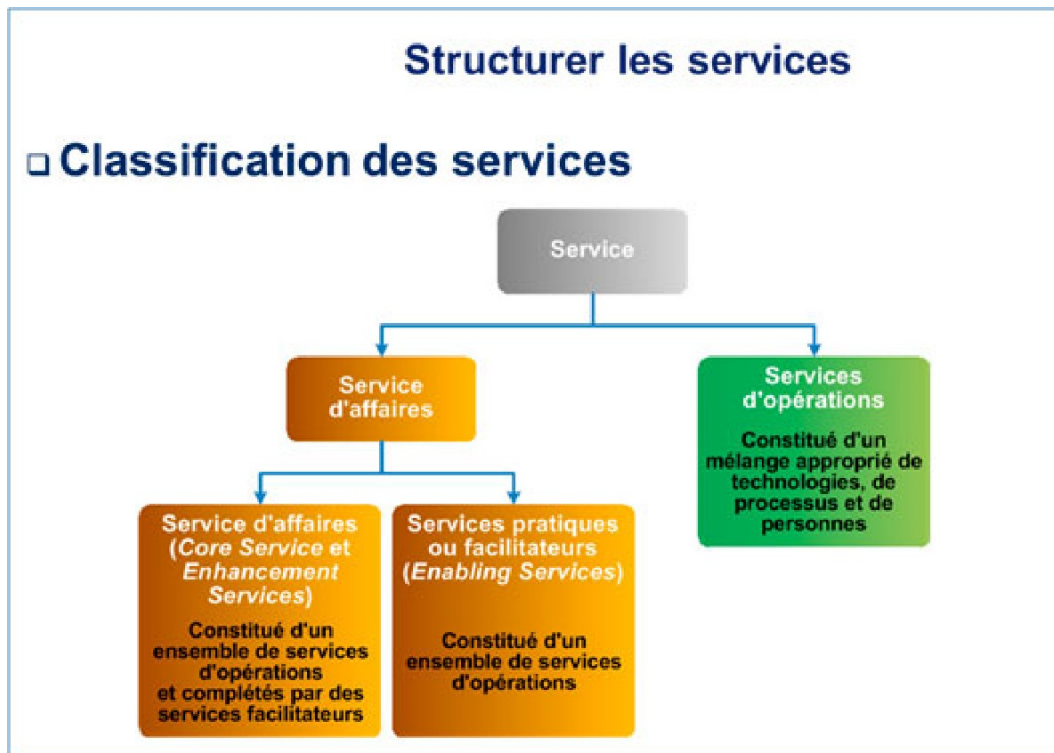 Structurer les services
Classification des services
Service
Service
d'affaires
Services
d'opérations
Constitué d'un
mélange approprié de
technologies, de
processus et de
personnes
Service d'affaires
(Core Service et
Enhancement
Services)
Constitué d'un
ensemble de services
d'opérations
et complétés par des
services facilitateurs
Services pratiques
ou facilitateurs
(Enabling Services)
Constitué d'un
ensemble de services
d'opérations